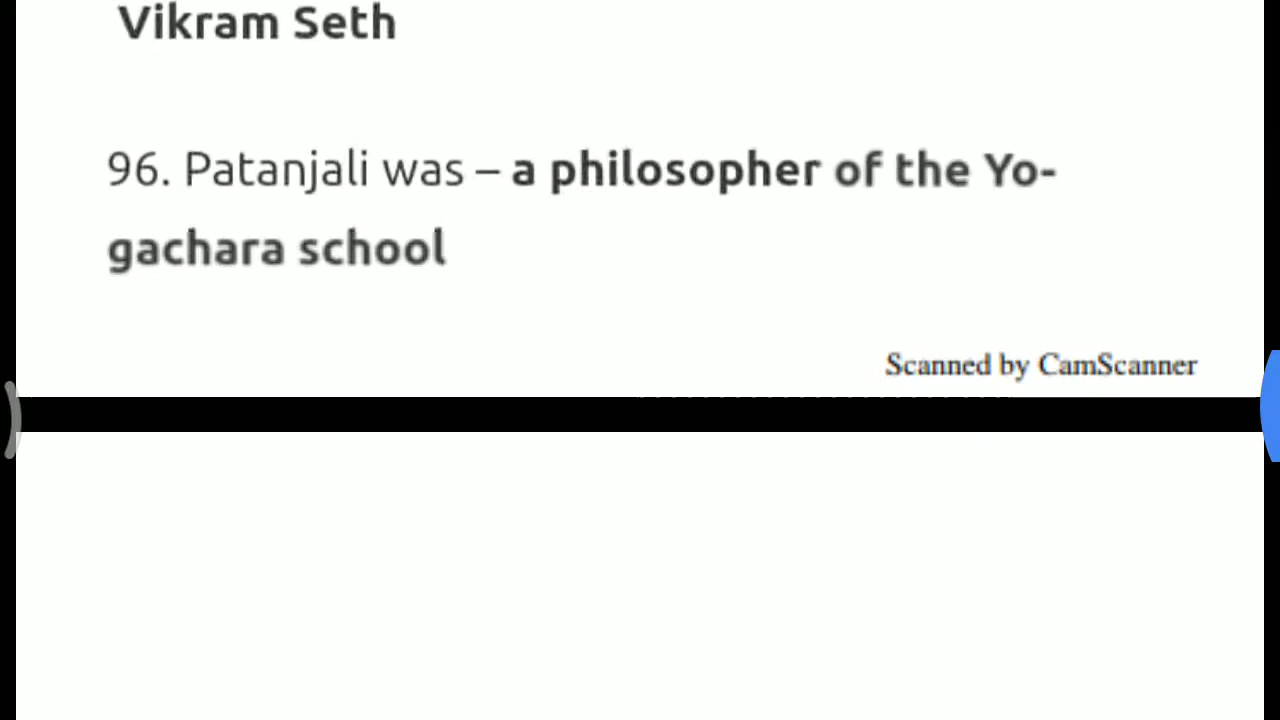 Vikram Seth
96. Patanjali was – a philosopher of the Yo-
gachara school
Scanned by CamScanner